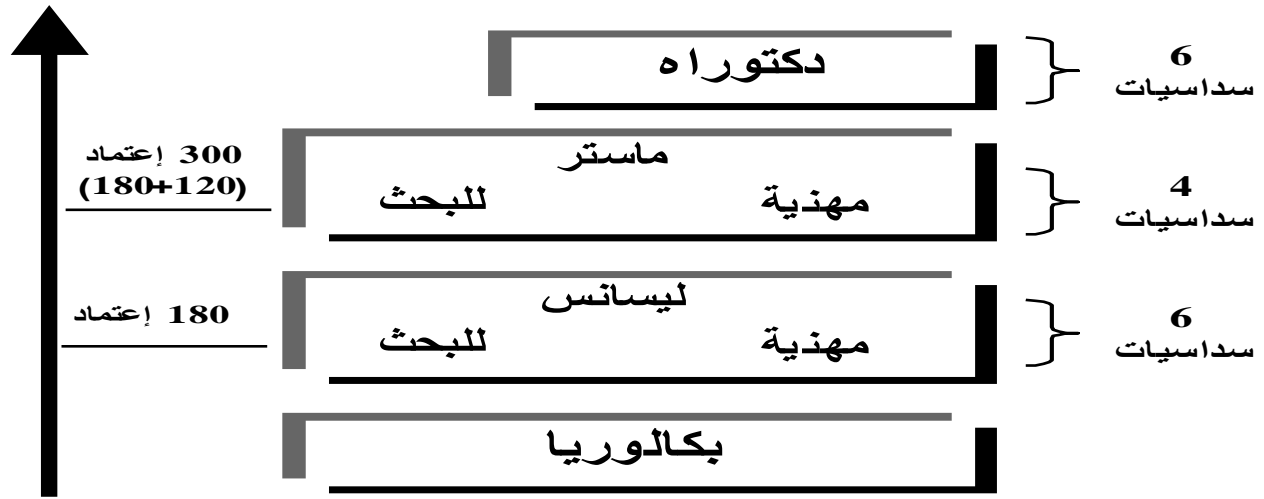 دكتوراه
6
سداسيات
ماستر
مهنية للبحث
300 إعتماد
(180+120)
4
سداسيات
ليسانس
مهنية للبحث
180 إعتماد
6
سداسيات
بكالوريا